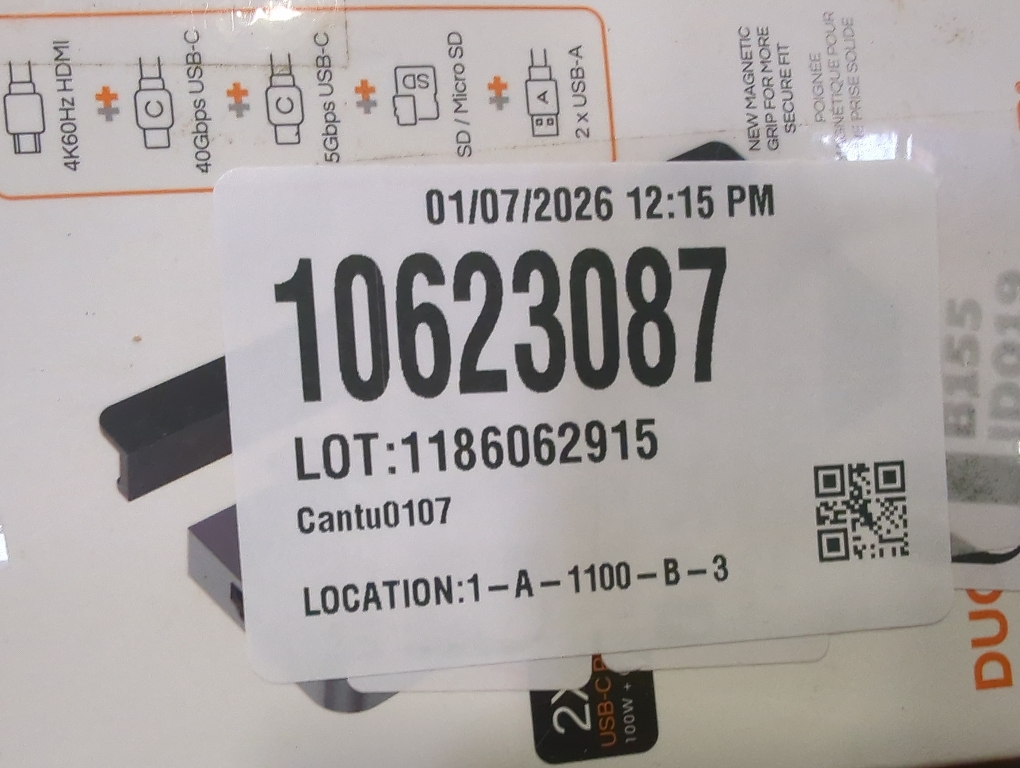 4K60Hz HDMI
40Gbps USB-C
5Gbps USB-C
SD / Micro SD
2 x USB-A
NEW MAGNETIC
GRIP FOR MORE
SECURE FIT
POIGNÉE
MAGNÉTIQUE POUR
PRISE SOLIDE
01/07/2026 12:15 PM
10623087
LOT:1186062915
Cantu0107
LOCATION:1-A-1100-B-3
B155
2X
USB-C
100W +